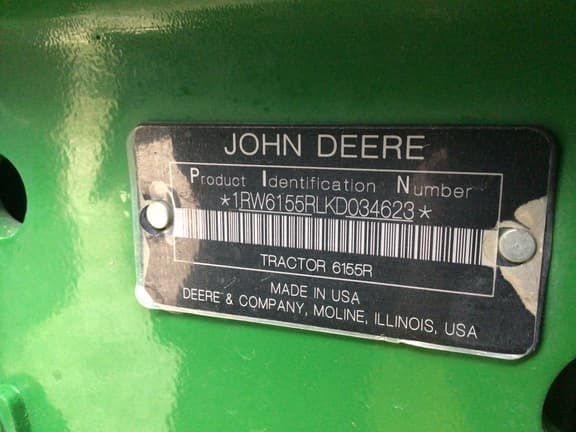 JOHN DEERE
Product Identification Number
*1RW6155RLKD034623*
TRACTOR 6155R
MADE IN USA
DEERE & COMPANY, MOLINE, ILLINOIS, USA